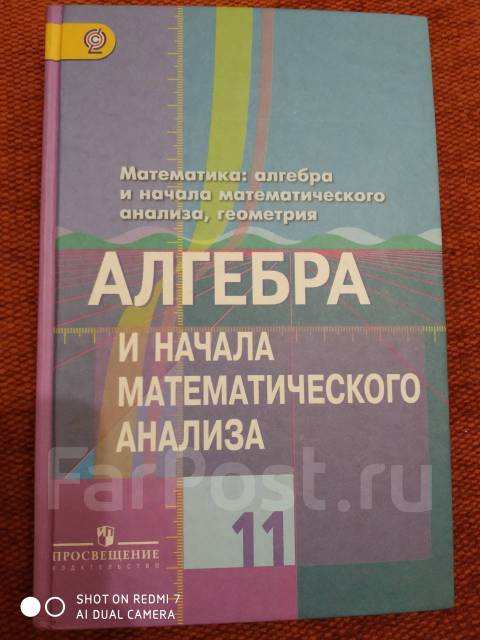 Математика: алгебра
и начала математического
анализа, геометрия
АЛГЕБРА
И НАЧАЛА
МАТЕМАТИЧЕСКОГО
АНАЛИЗА
FarPost.ru
11
ПРОСВЕЩЕНИЕ
ИЗДАТЕЛЬСТВО
SHOT ON REDMI 7
AI DUAL CAMERA